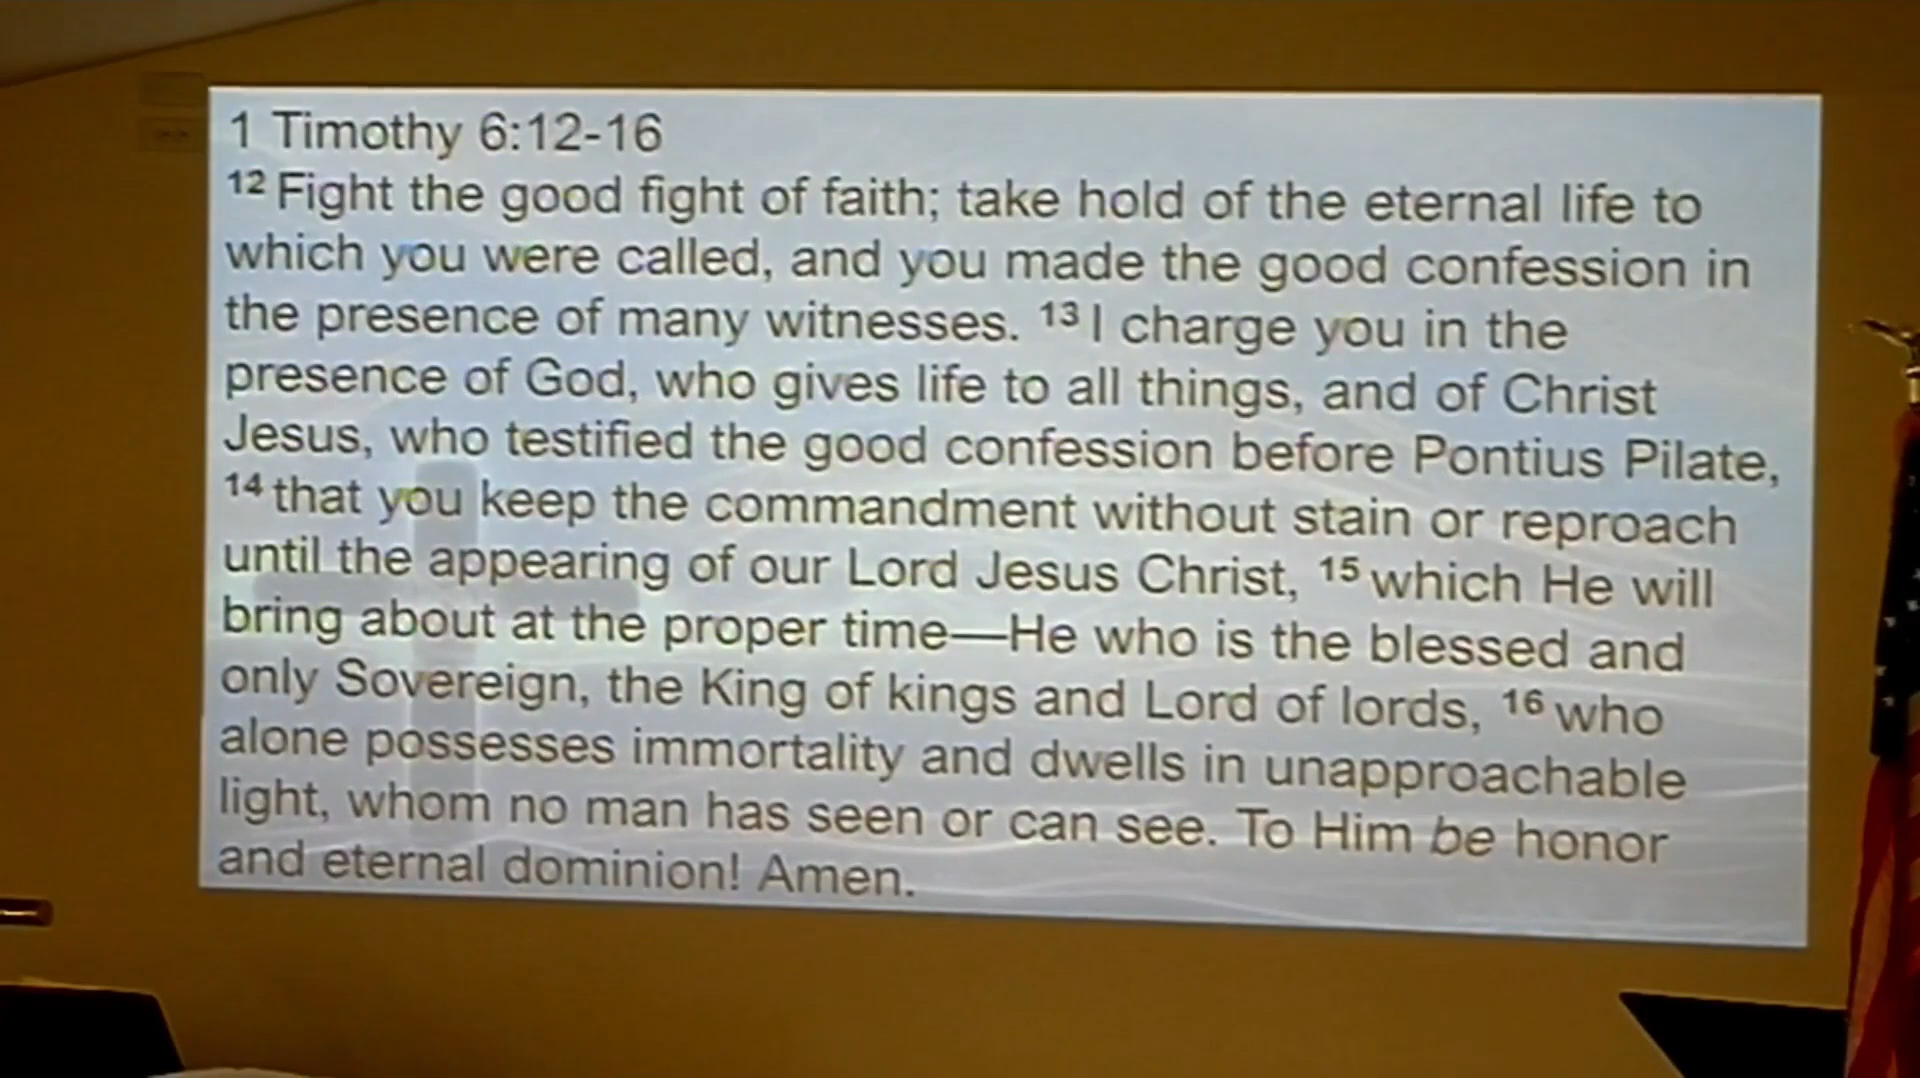 1 Timothy 6:12-16
12 Fight the good fight of faith; take hold of the eternal life to
which you were called, and you made the good confession in
the presence of many witnesses. 13 I charge you in the
presence of God, who gives life to all things, and of Christ
Jesus, who testified the good confession before Pontius Pilate,
14 that you keep the commandment without stain or reproach
until the appearing of our Lord Jesus Christ, 15 which He will
bring about at the proper time—He who is the blessed and
only Sovereign, the King of kings and Lord of lords, 16 who
alone possesses immortality and dwells in unapproachable
light, whom no man has seen or can see. To Him be honor
and eternal dominion! Amen.